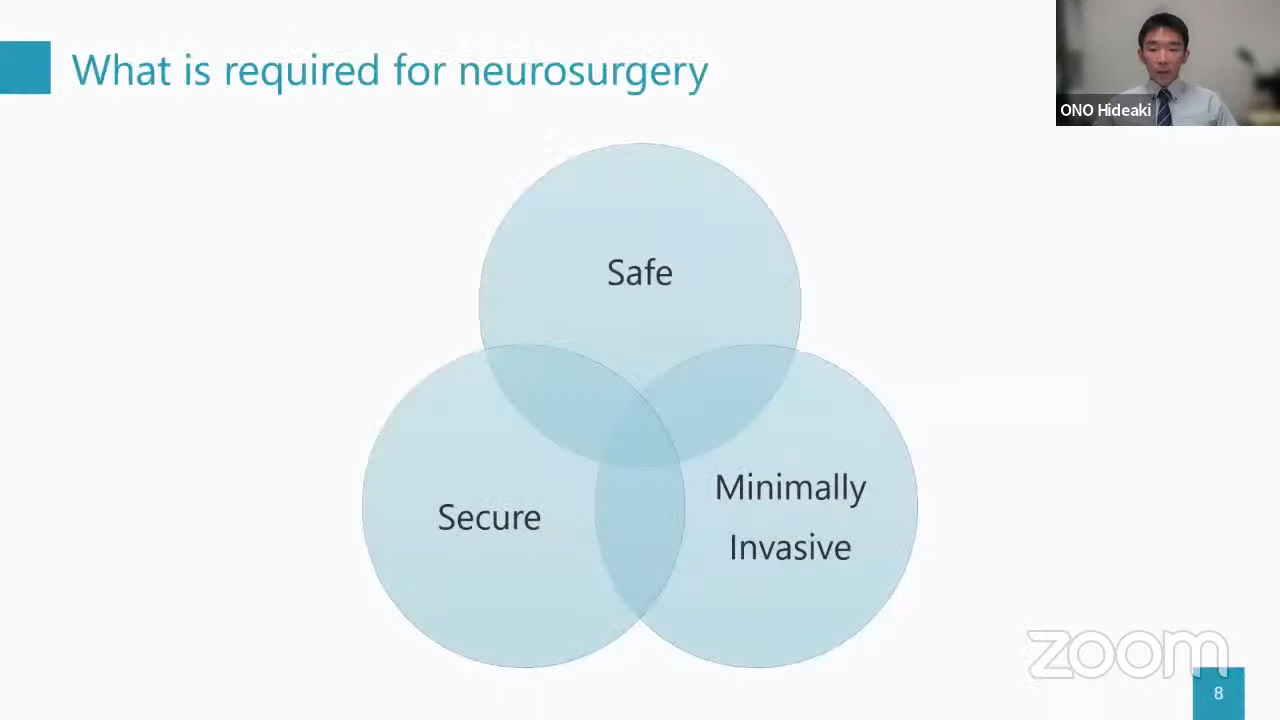 What is required for neurosurgery
ONO Hideaki
Safe
Secure
Minimally
Invasive
zoom
8